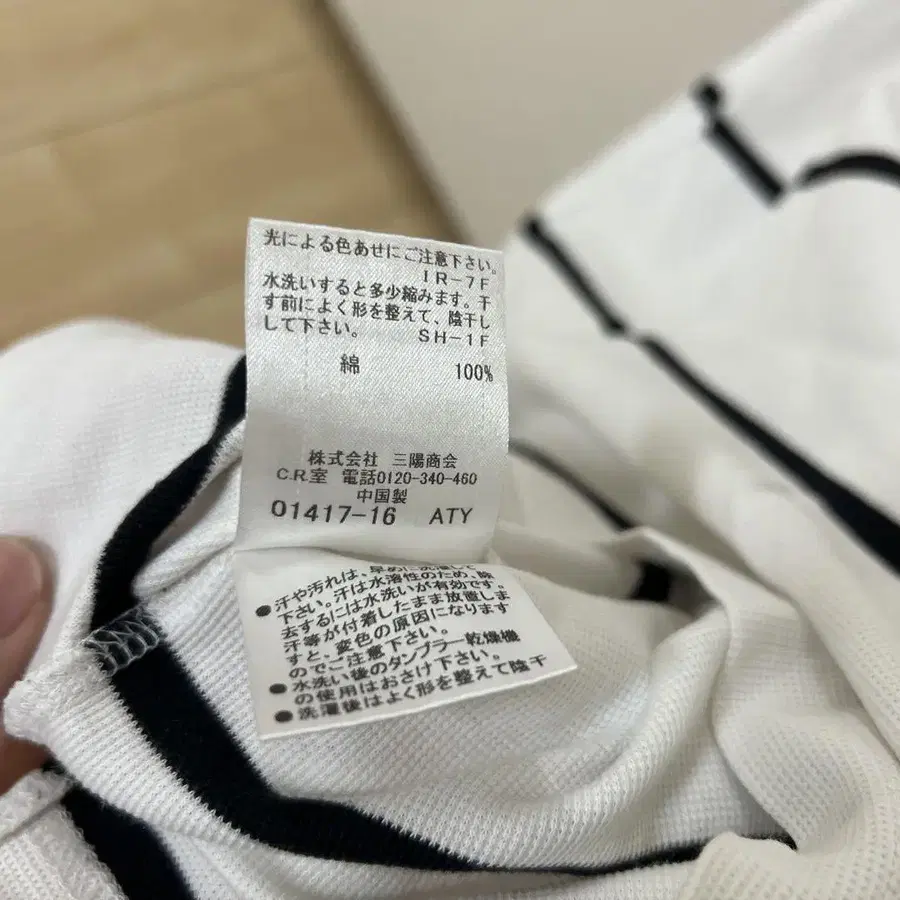 光による色あせにご注意下さい。
IR-7F
水洗いすると多少縮みます。干
す前によく形を整えて、陰干し
して下さい。 SH-1F
綿 100%
株式会社 三陽商会
C.R.室 電話0120-340-460
中国製
01417-16 ATY
●汗や汚れは、早めに洗濯して
下さい。汗は水溶性のため、除
去するには水洗いが有効です。
汗等が付着したまま放置しま
すと、変色の原因になります
のでご注意下さい。
●水洗い後のタンブラー乾燥機
の使用はおさけ下さい。
●洗濯後はよく形を整えて陰干